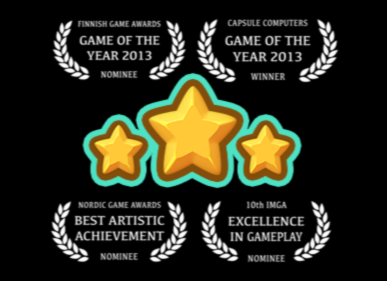 FINNISH GAME AWARDS
GAME OF THE
YEAR 2013
NOMINEE
CAPSULE COMPUTERS
GAME OF THE
YEAR 2013
WINNER
NORDIC GAME AWARDS
BEST ARTISTIC
ACHIEVEMENT
NOMINEE
10th IMGA
EXCELLENCE
IN GAMEPLAY
NOMINEE